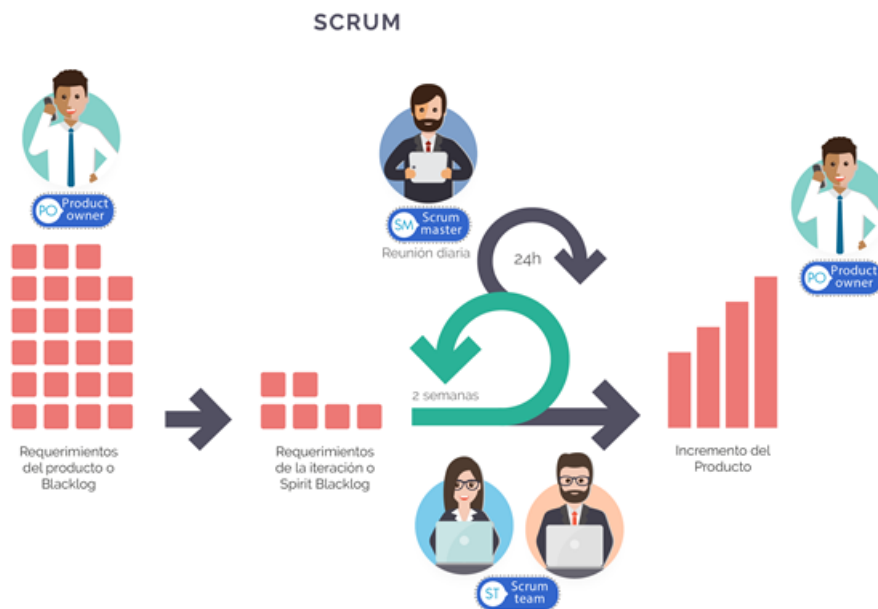 SCRUM
PO Product
owner
SM Scrum
master
Reunión diaria
24h
PO Product
owner
2 semanas
Requerimientos
del producto o
Blacklog
Requerimientos
de la iteración o
Spirit Blacklog
Incremento del
Producto
ST Scrum
team